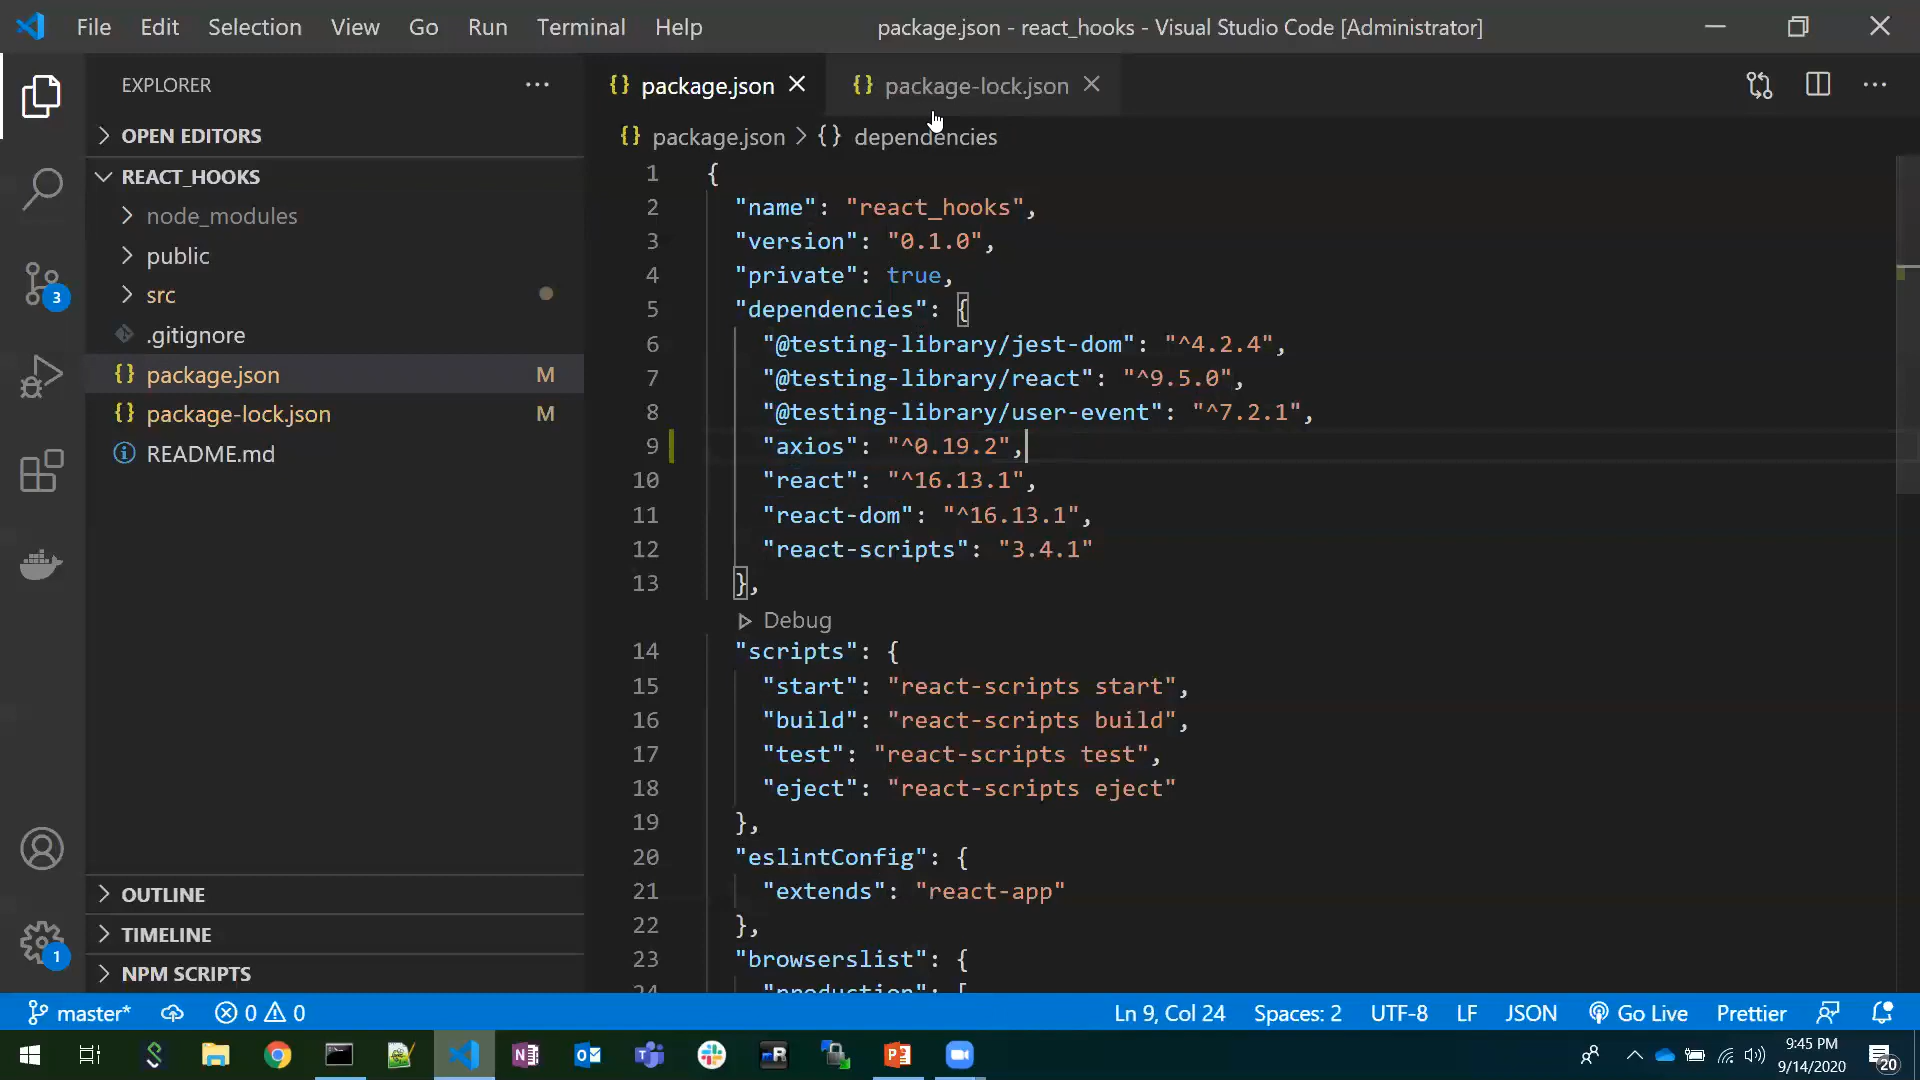 File Edit Selection View Go Run Terminal Help
package.json - react_hooks - Visual Studio Code [Administrator]
EXPLORER
OPEN EDITORS
REACT_HOOKS
node_modules
public
src
.gitignore
package.json M
package-lock.json M
README.md
OUTLINE
TIMELINE
NPM SCRIPTS
3
1
package.json
package-lock.json
package.json > {} dependencies
1 {
2 "name": "react_hooks",
3 "version": "0.1.0",
4 "private": true,
5 "dependencies": {
6 "@testing-library/jest-dom": "^4.2.4",
7 "@testing-library/react": "^9.5.0",
8 "@testing-library/user-event": "^7.2.1",
9 "axios": "^0.19.2",
10 "react": "^16.13.1",
11 "react-dom": "^16.13.1",
12 "react-scripts": "3.4.1"
13 },
Debug
14 "scripts": {
15 "start": "react-scripts start",
16 "build": "react-scripts build",
17 "test": "react-scripts test",
18 "eject": "react-scripts eject"
19 },
20 "eslintConfig": {
21 "extends": "react-app"
22 },
23 "browserslist": {
24 "production": [
master* 0 0 Ln 9, Col 24 Spaces: 2 UTF-8 LF JSON Go Live Prettier
9:45 PM
9/14/2020
20